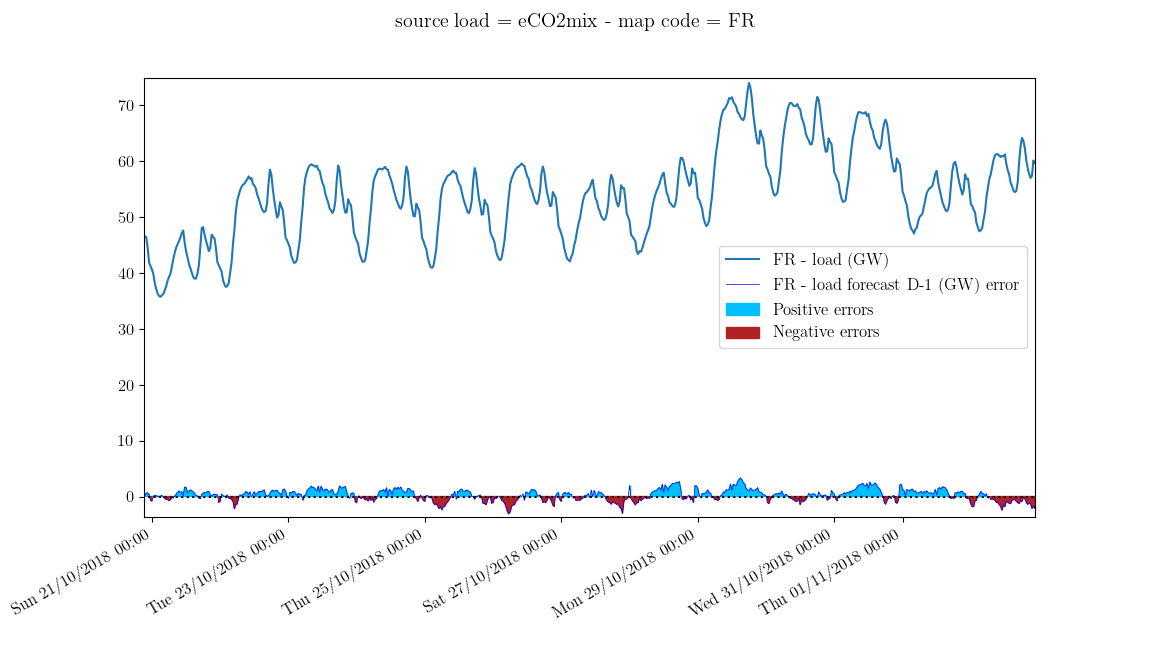 source load = eCO2mix - map code = FR
70
60
50
40
30
20
10
0
FR - load (GW)
FR - load forecast D-1 (GW) error
Positive errors
Negative errors
Sun 21/10/2018 00:00
Tue 23/10/2018 00:00
Thu 25/10/2018 00:00
Sat 27/10/2018 00:00
Mon 29/10/2018 00:00
Wed 31/10/2018 00:00
Thu 01/11/2018 00:00